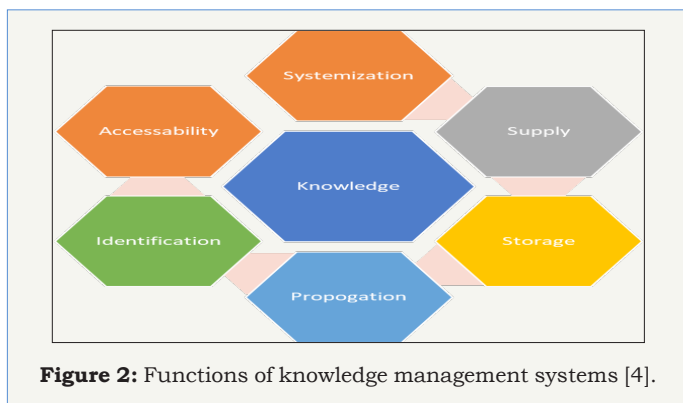 Systemization
Accessability
Supply
Knowledge
Identification
Storage
Propogation
Figure 2: Functions of knowledge management systems [4].